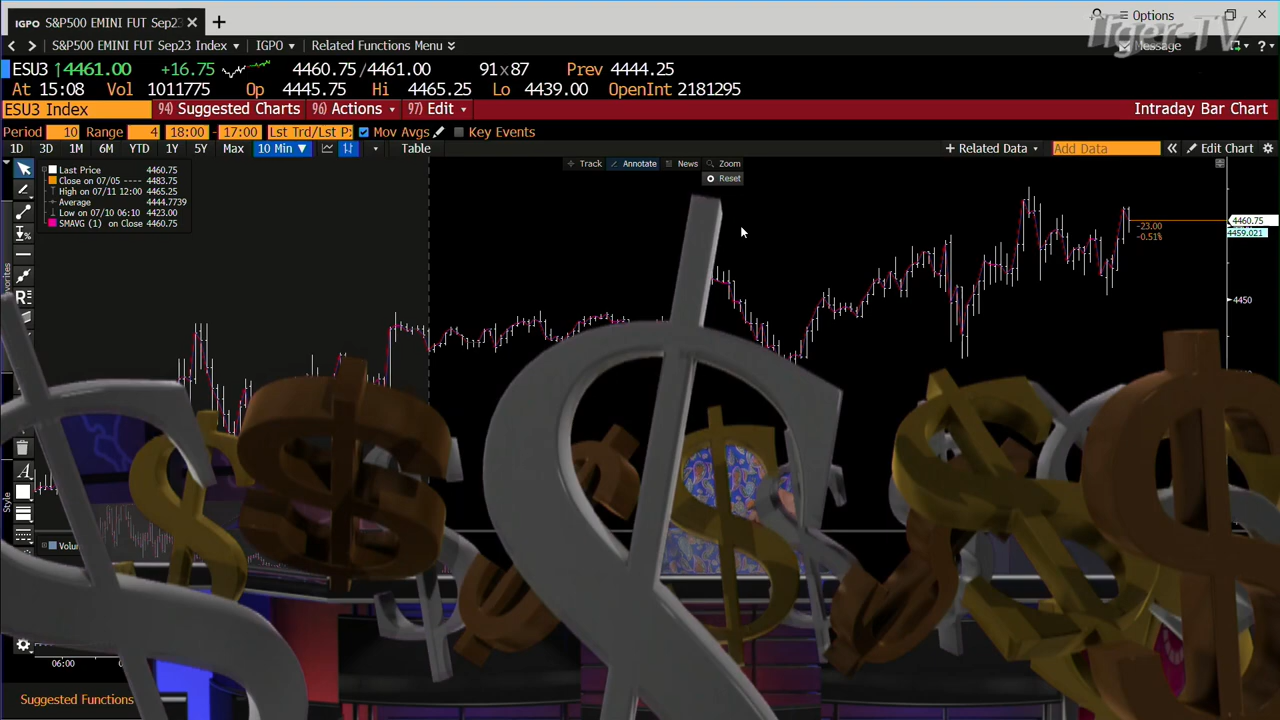 IGPO S&P500 EMINI FUT Sep23
Options
Tiger-TV
S&P500 EMINI FUT Sep23 Index IGPO Related Functions Menu
Message
ESU3 ↑4461.00 +16.75 4460.75/4461.00 91x87 Prev 4444.25
At 15:08 Vol 1011775 Op 4445.75 Hi 4465.25 Lo 4439.00 OpenInt 2181295
ESU3 Index 94) Suggested Charts 96) Actions 97) Edit Intraday Bar Chart
Period 10 Range 4 18:00 - 17:00 Lst Trd/Lst P Mov Avgs Key Events
1D 3D 1M 6M YTD 1Y 5Y Max 10 Min ▼ Table + Related Data Add Data « Edit Chart
Track Annotate News Zoom
Reset
Last Price 4460.75
Close on 07/05 ---- 4483.75
High on 07/11 12:00 4465.25
Average 4444.7739
Low on 07/10 06:10 4423.00
SMAVG (1) on Close 4460.75
-23.00
-0.51%
4460.75
4459.021
4450
Style
06:00
Suggested Functions